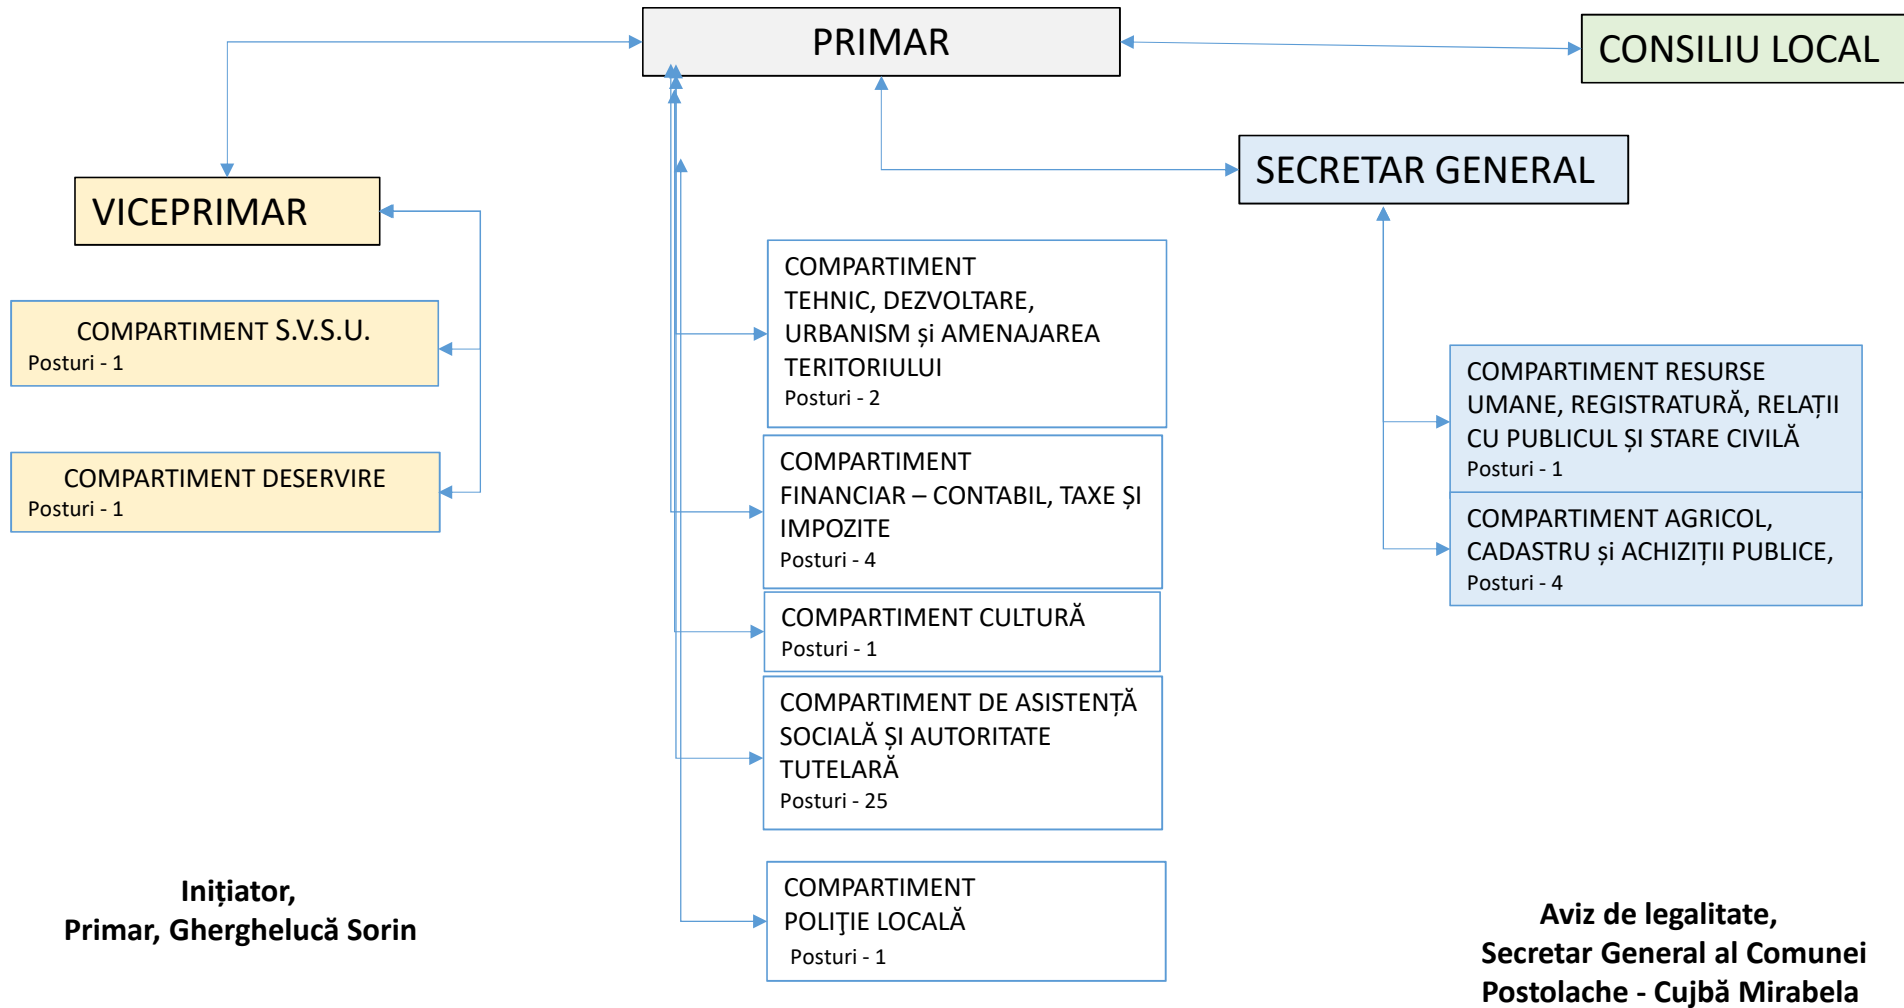 PRIMAR
CONSILIU LOCAL
SECRETAR GENERAL
VICEPRIMAR
COMPARTIMENT S.V.S.U.
Posturi - 1
COMPARTIMENT DESERVIRE
Posturi - 1
COMPARTIMENT
TEHNIC, DEZVOLTARE,
URBANISM și AMENAJAREA
TERITORIULUI
Posturi - 2
COMPARTIMENT
FINANCIAR – CONTABIL, TAXE ȘI
IMPOZITE
Posturi - 4
COMPARTIMENT CULTURĂ
Posturi - 1
COMPARTIMENT DE ASISTENȚĂ
SOCIALĂ ȘI AUTORITATE
TUTELARĂ
Posturi - 25
COMPARTIMENT
POLIŢIE LOCALĂ
Posturi - 1
COMPARTIMENT RESURSE
UMANE, REGISTRATURĂ, RELAȚII
CU PUBLICUL ȘI STARE CIVILĂ
Posturi - 1
COMPARTIMENT AGRICOL,
CADASTRU și ACHIZIȚII PUBLICE,
Posturi - 4
Inițiator,
Primar, Gherghelucă Sorin
Aviz de legalitate,
Secretar General al Comunei
Postolache - Cujbă Mirabela